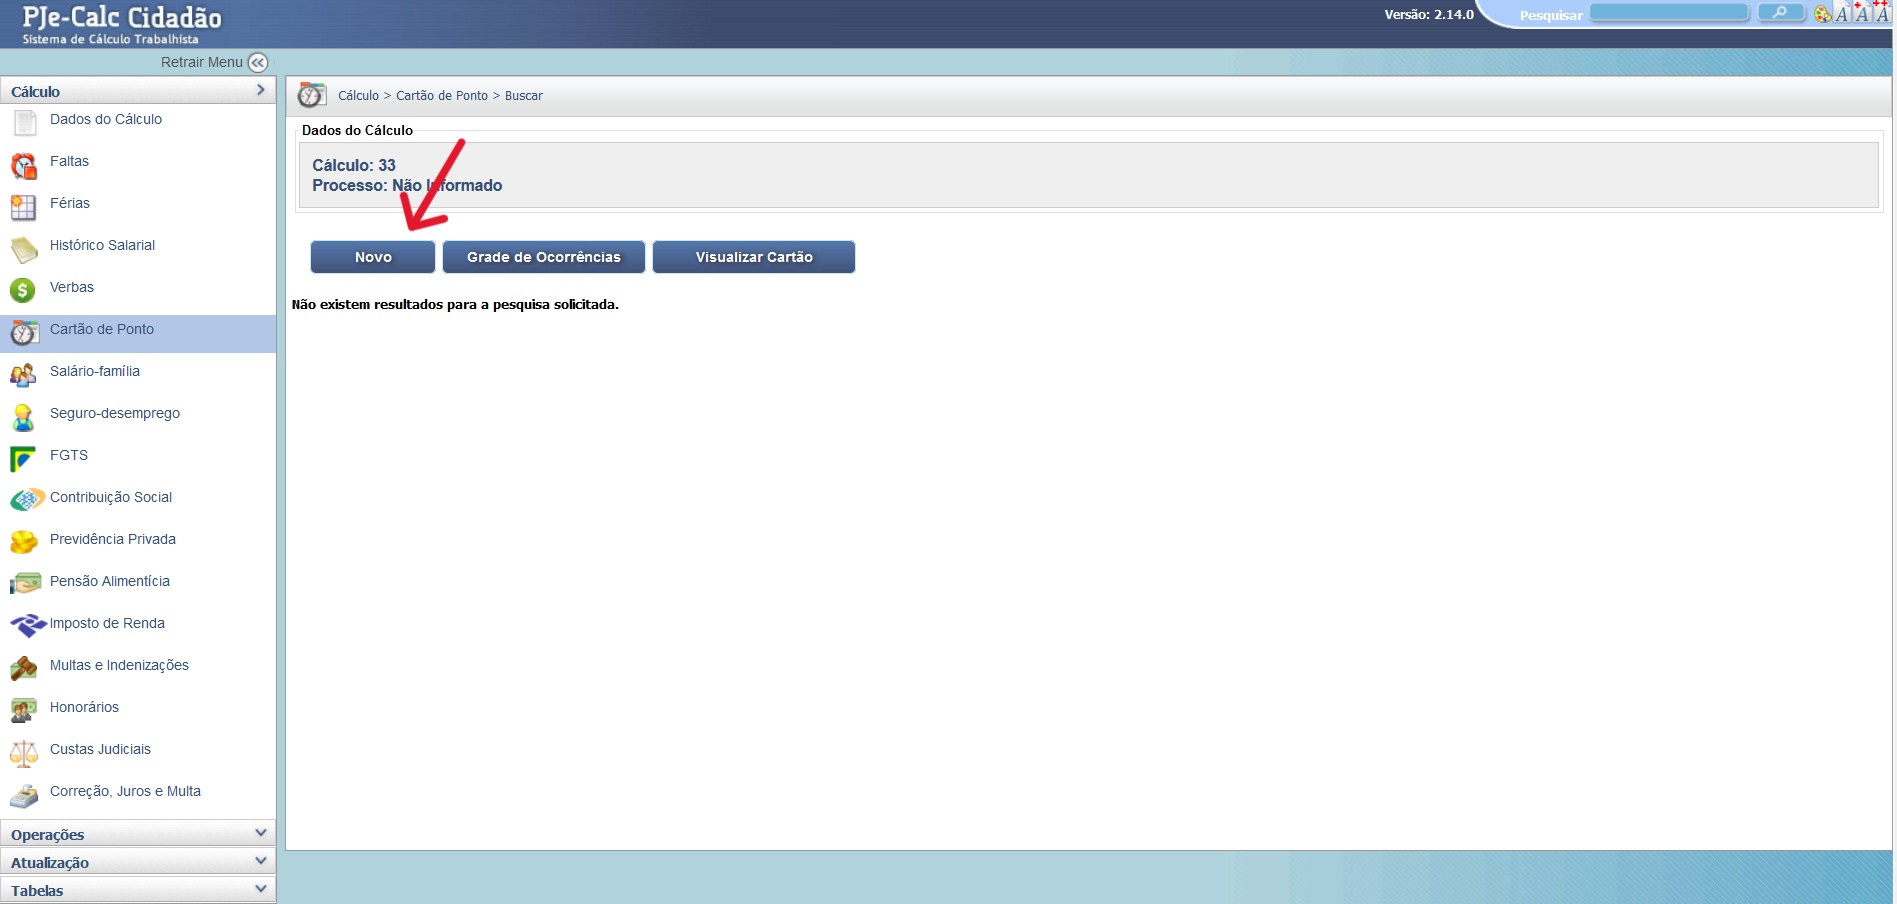 PJe-Calc Cidadão
Sistema de Cálculo Trabalhista
Versão: 2.14.0
Pesquisar
A A A
Retrair Menu
Cálculo
Dados do Cálculo
Faltas
Férias
Histórico Salarial
Verbas
Cartão de Ponto
Salário-família
Seguro-desemprego
FGTS
Contribuição Social
Previdência Privada
Pensão Alimentícia
Imposto de Renda
Multas e Indenizações
Honorários
Custas Judiciais
Correção, Juros e Multa
Operações
Atualização
Tabelas
Cálculo > Cartão de Ponto > Buscar
Dados do Cálculo
Cálculo: 33
Processo: Não Informado
Novo
Grade de Ocorrências
Visualizar Cartão
Não existem resultados para a pesquisa solicitada.